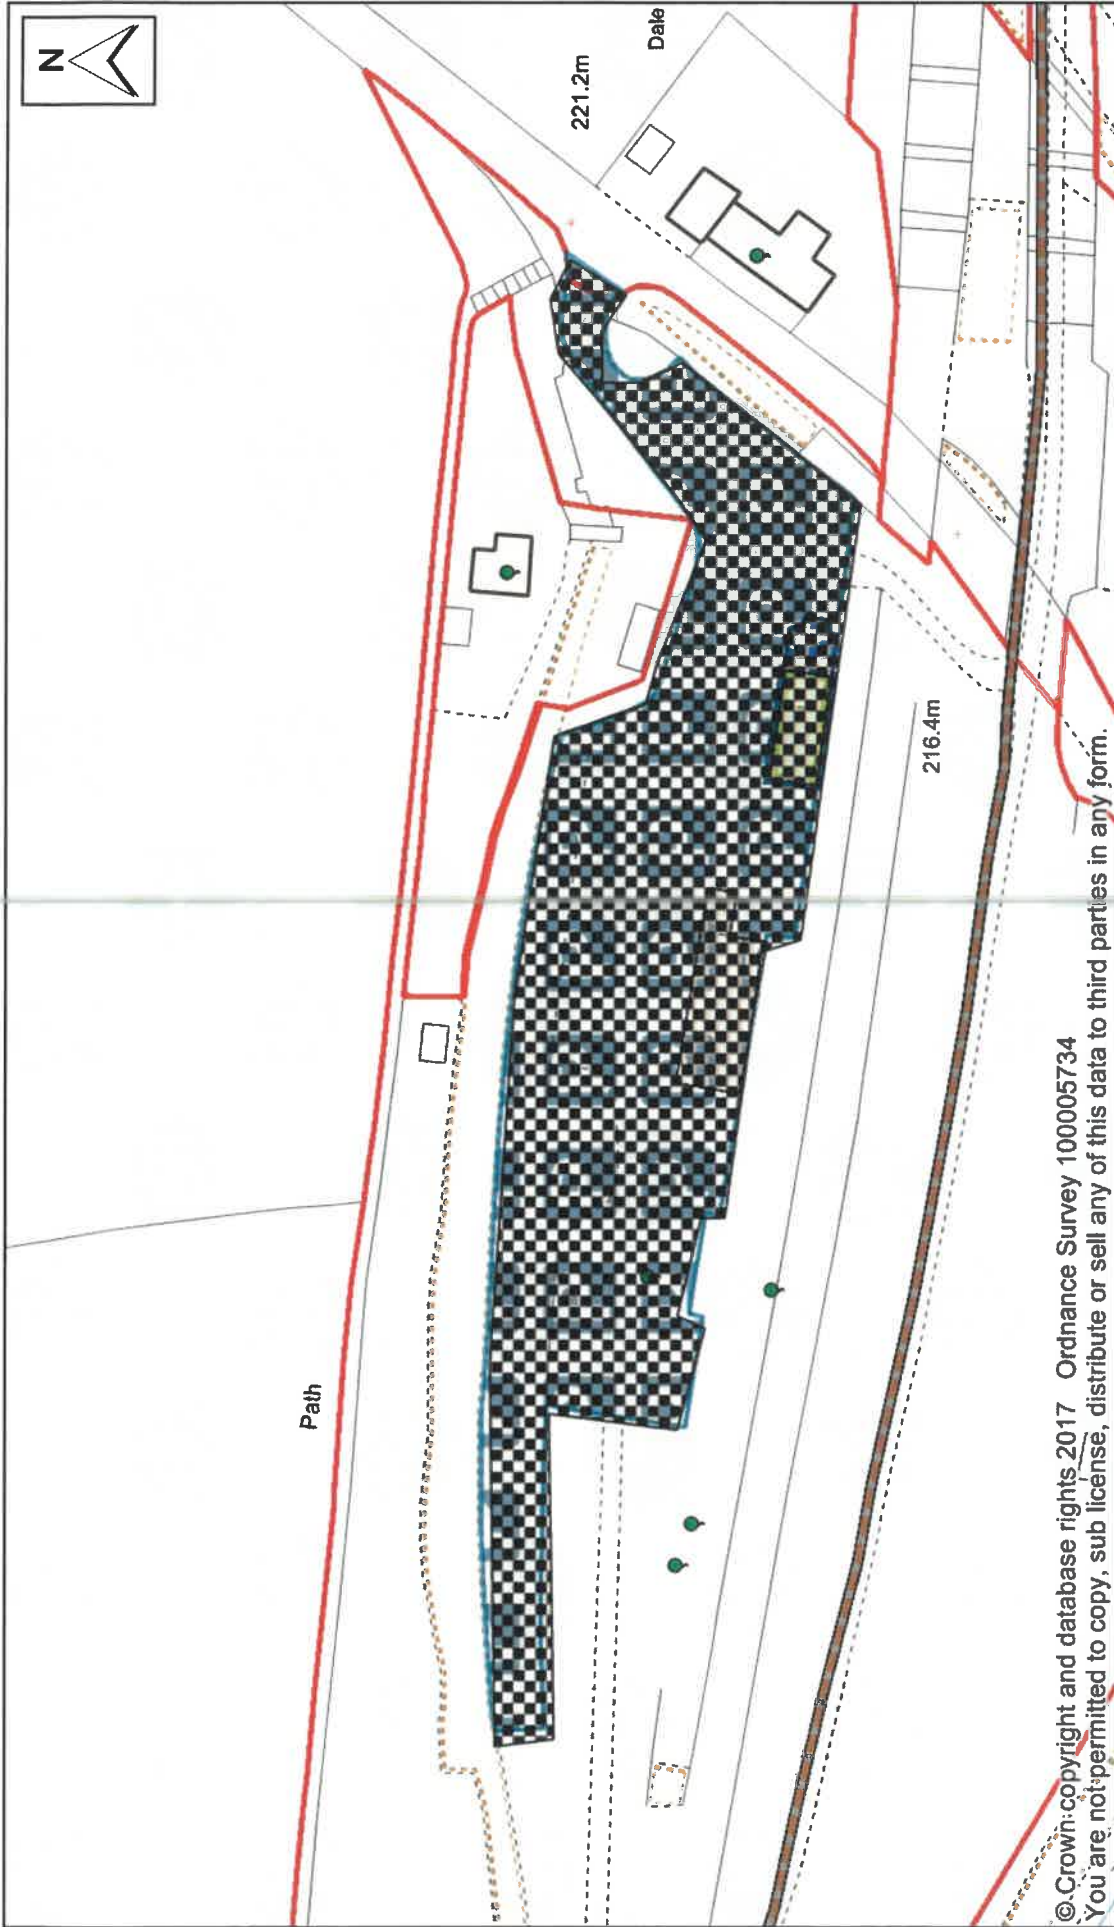 N
221.2m
Dale
Path
216.4m
© Crown copyright and database rights 2017 Ordnance Survey 100005734
You are not permitted to copy, sub license, distribute or sell any of this data to third parties in any form.